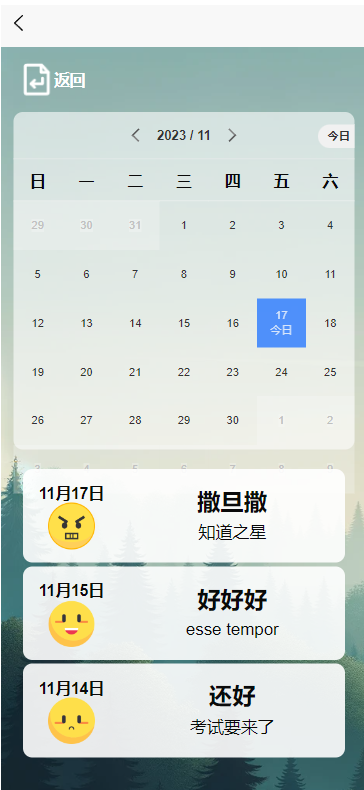 返回
2023 / 11 今日
日 一 二 三 四 五 六
29 30 31 1 2 3 4
5 6 7 8 9 10 11
12 13 14 15 16 17 18
今日
19 20 21 22 23 24 25
26 27 28 29 30 1 2
3 4 5 6 7 8 9
11月17日
撒旦撒
知道之星
11月15日
好好好
esse tempor
11月14日
还好
考试要来了